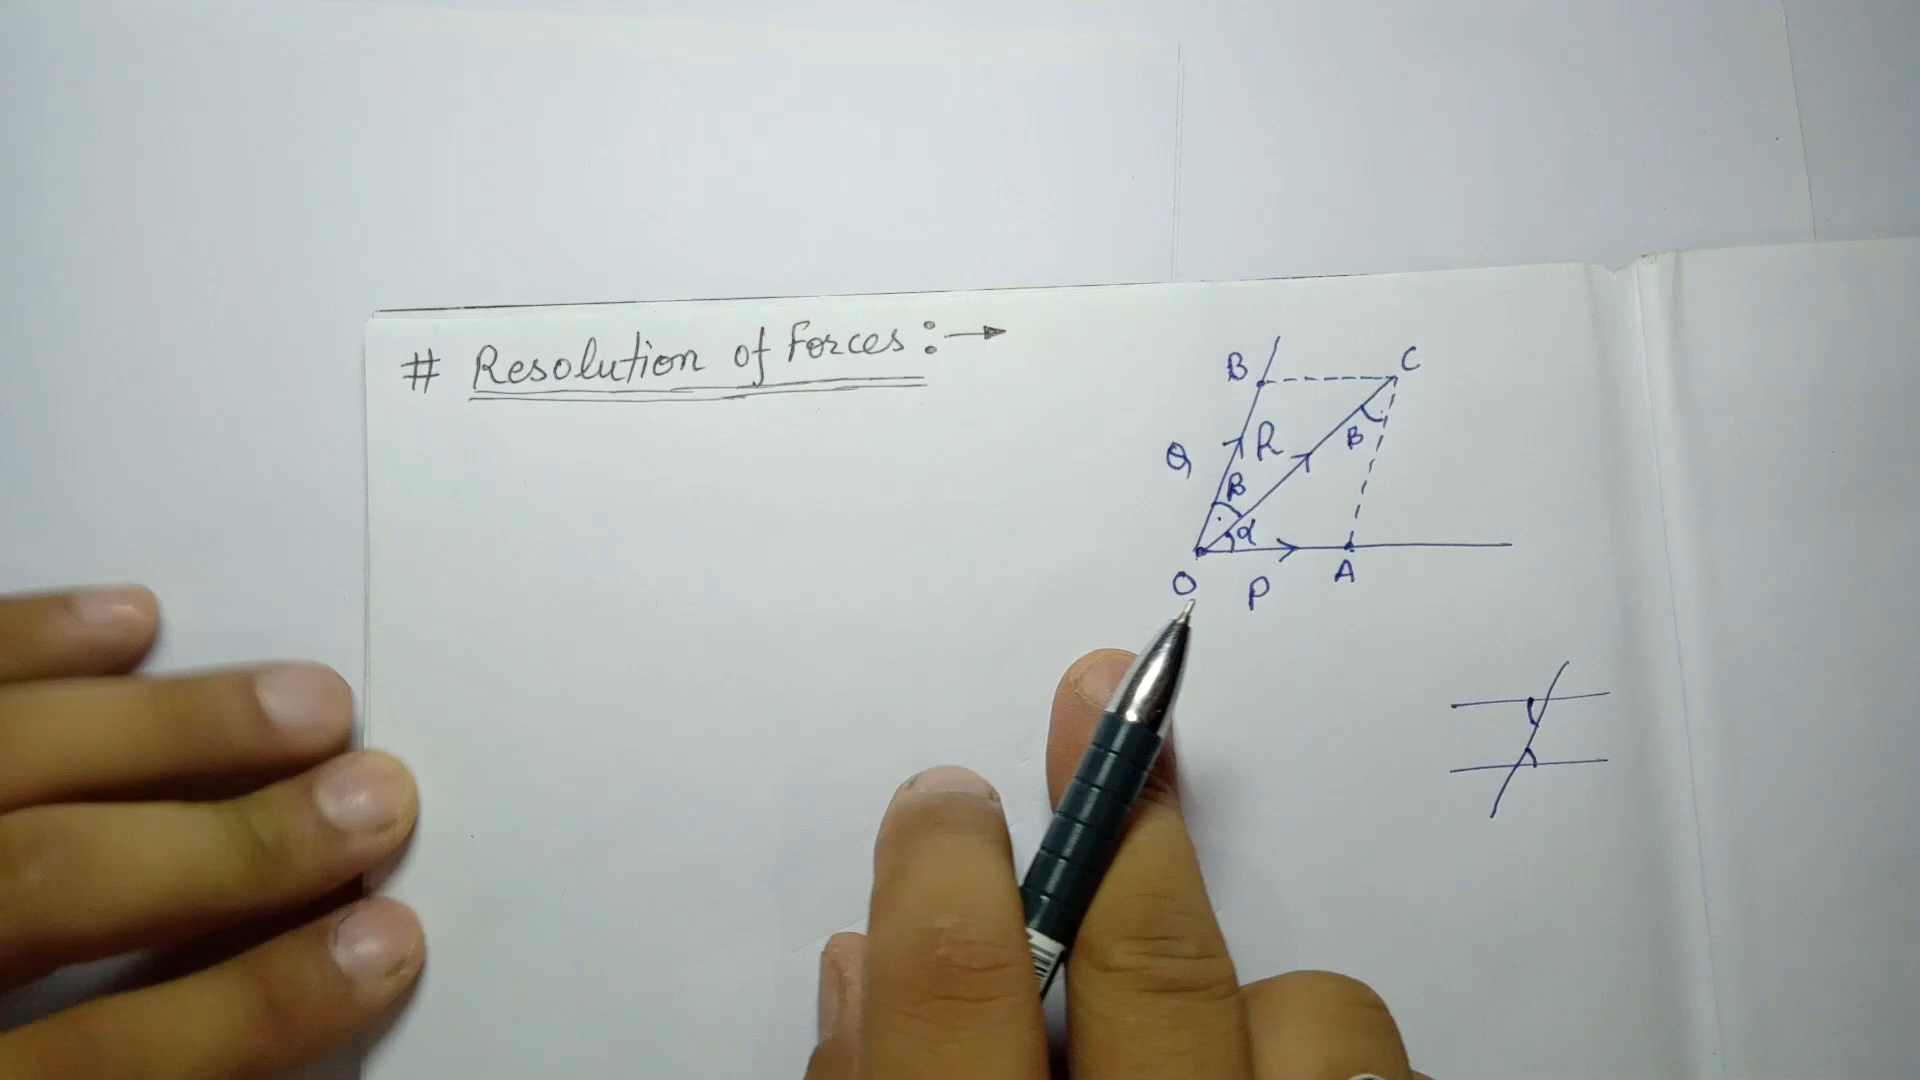 # Resolution of Forces :→
B
C
Q
R
B
B
α
O
P
A